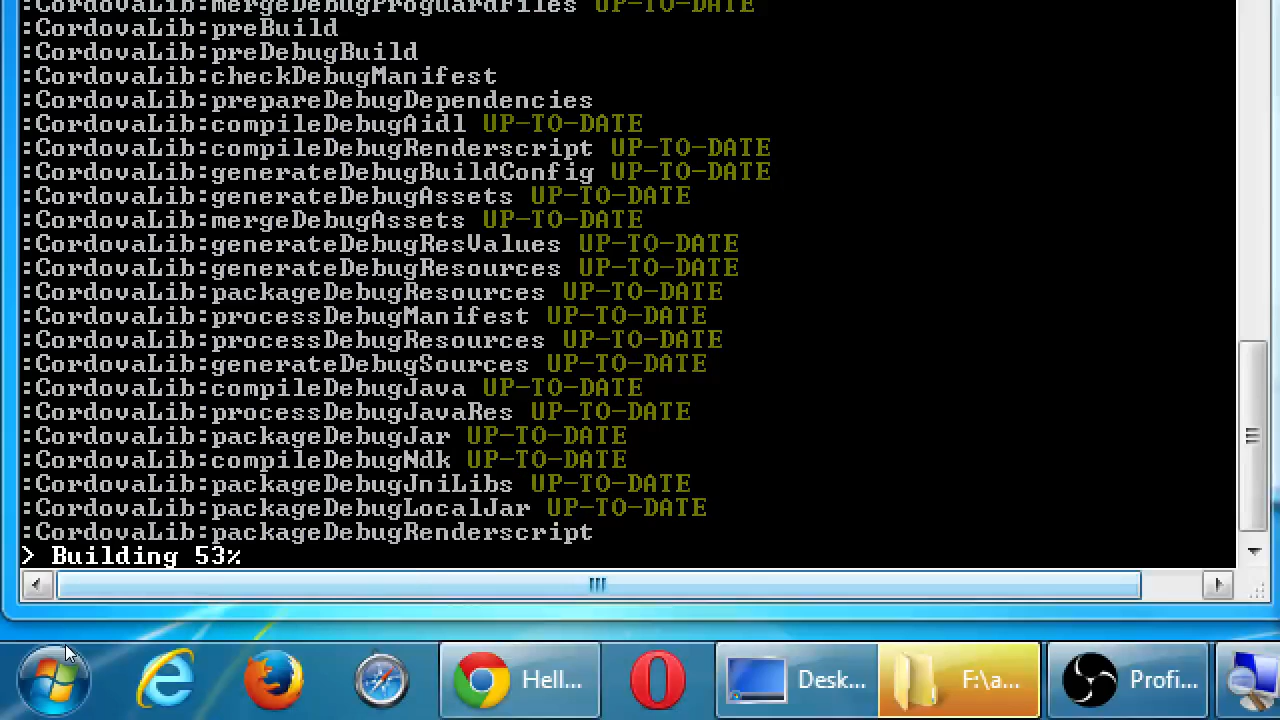 :CordovaLib:mergeDebugProguardFiles UP-TO-DATE
:CordovaLib:preBuild
:CordovaLib:preDebugBuild
:CordovaLib:checkDebugManifest
:CordovaLib:prepareDebugDependencies
:CordovaLib:compileDebugAidl UP-TO-DATE
:CordovaLib:compileDebugRenderscript UP-TO-DATE
:CordovaLib:generateDebugBuildConfig UP-TO-DATE
:CordovaLib:generateDebugAssets UP-TO-DATE
:CordovaLib:mergeDebugAssets UP-TO-DATE
:CordovaLib:generateDebugResValues UP-TO-DATE
:CordovaLib:generateDebugResources UP-TO-DATE
:CordovaLib:packageDebugResources UP-TO-DATE
:CordovaLib:processDebugManifest UP-TO-DATE
:CordovaLib:processDebugResources UP-TO-DATE
:CordovaLib:generateDebugSources UP-TO-DATE
:CordovaLib:compileDebugJava UP-TO-DATE
:CordovaLib:processDebugJavaRes UP-TO-DATE
:CordovaLib:packageDebugJar UP-TO-DATE
:CordovaLib:compileDebugNdk UP-TO-DATE
:CordovaLib:packageDebugJniLibs UP-TO-DATE
:CordovaLib:packageDebugLocalJar UP-TO-DATE
:CordovaLib:packageDebugRenderscript
> Building 53%
Hell... Desk... F:\a... Profi...